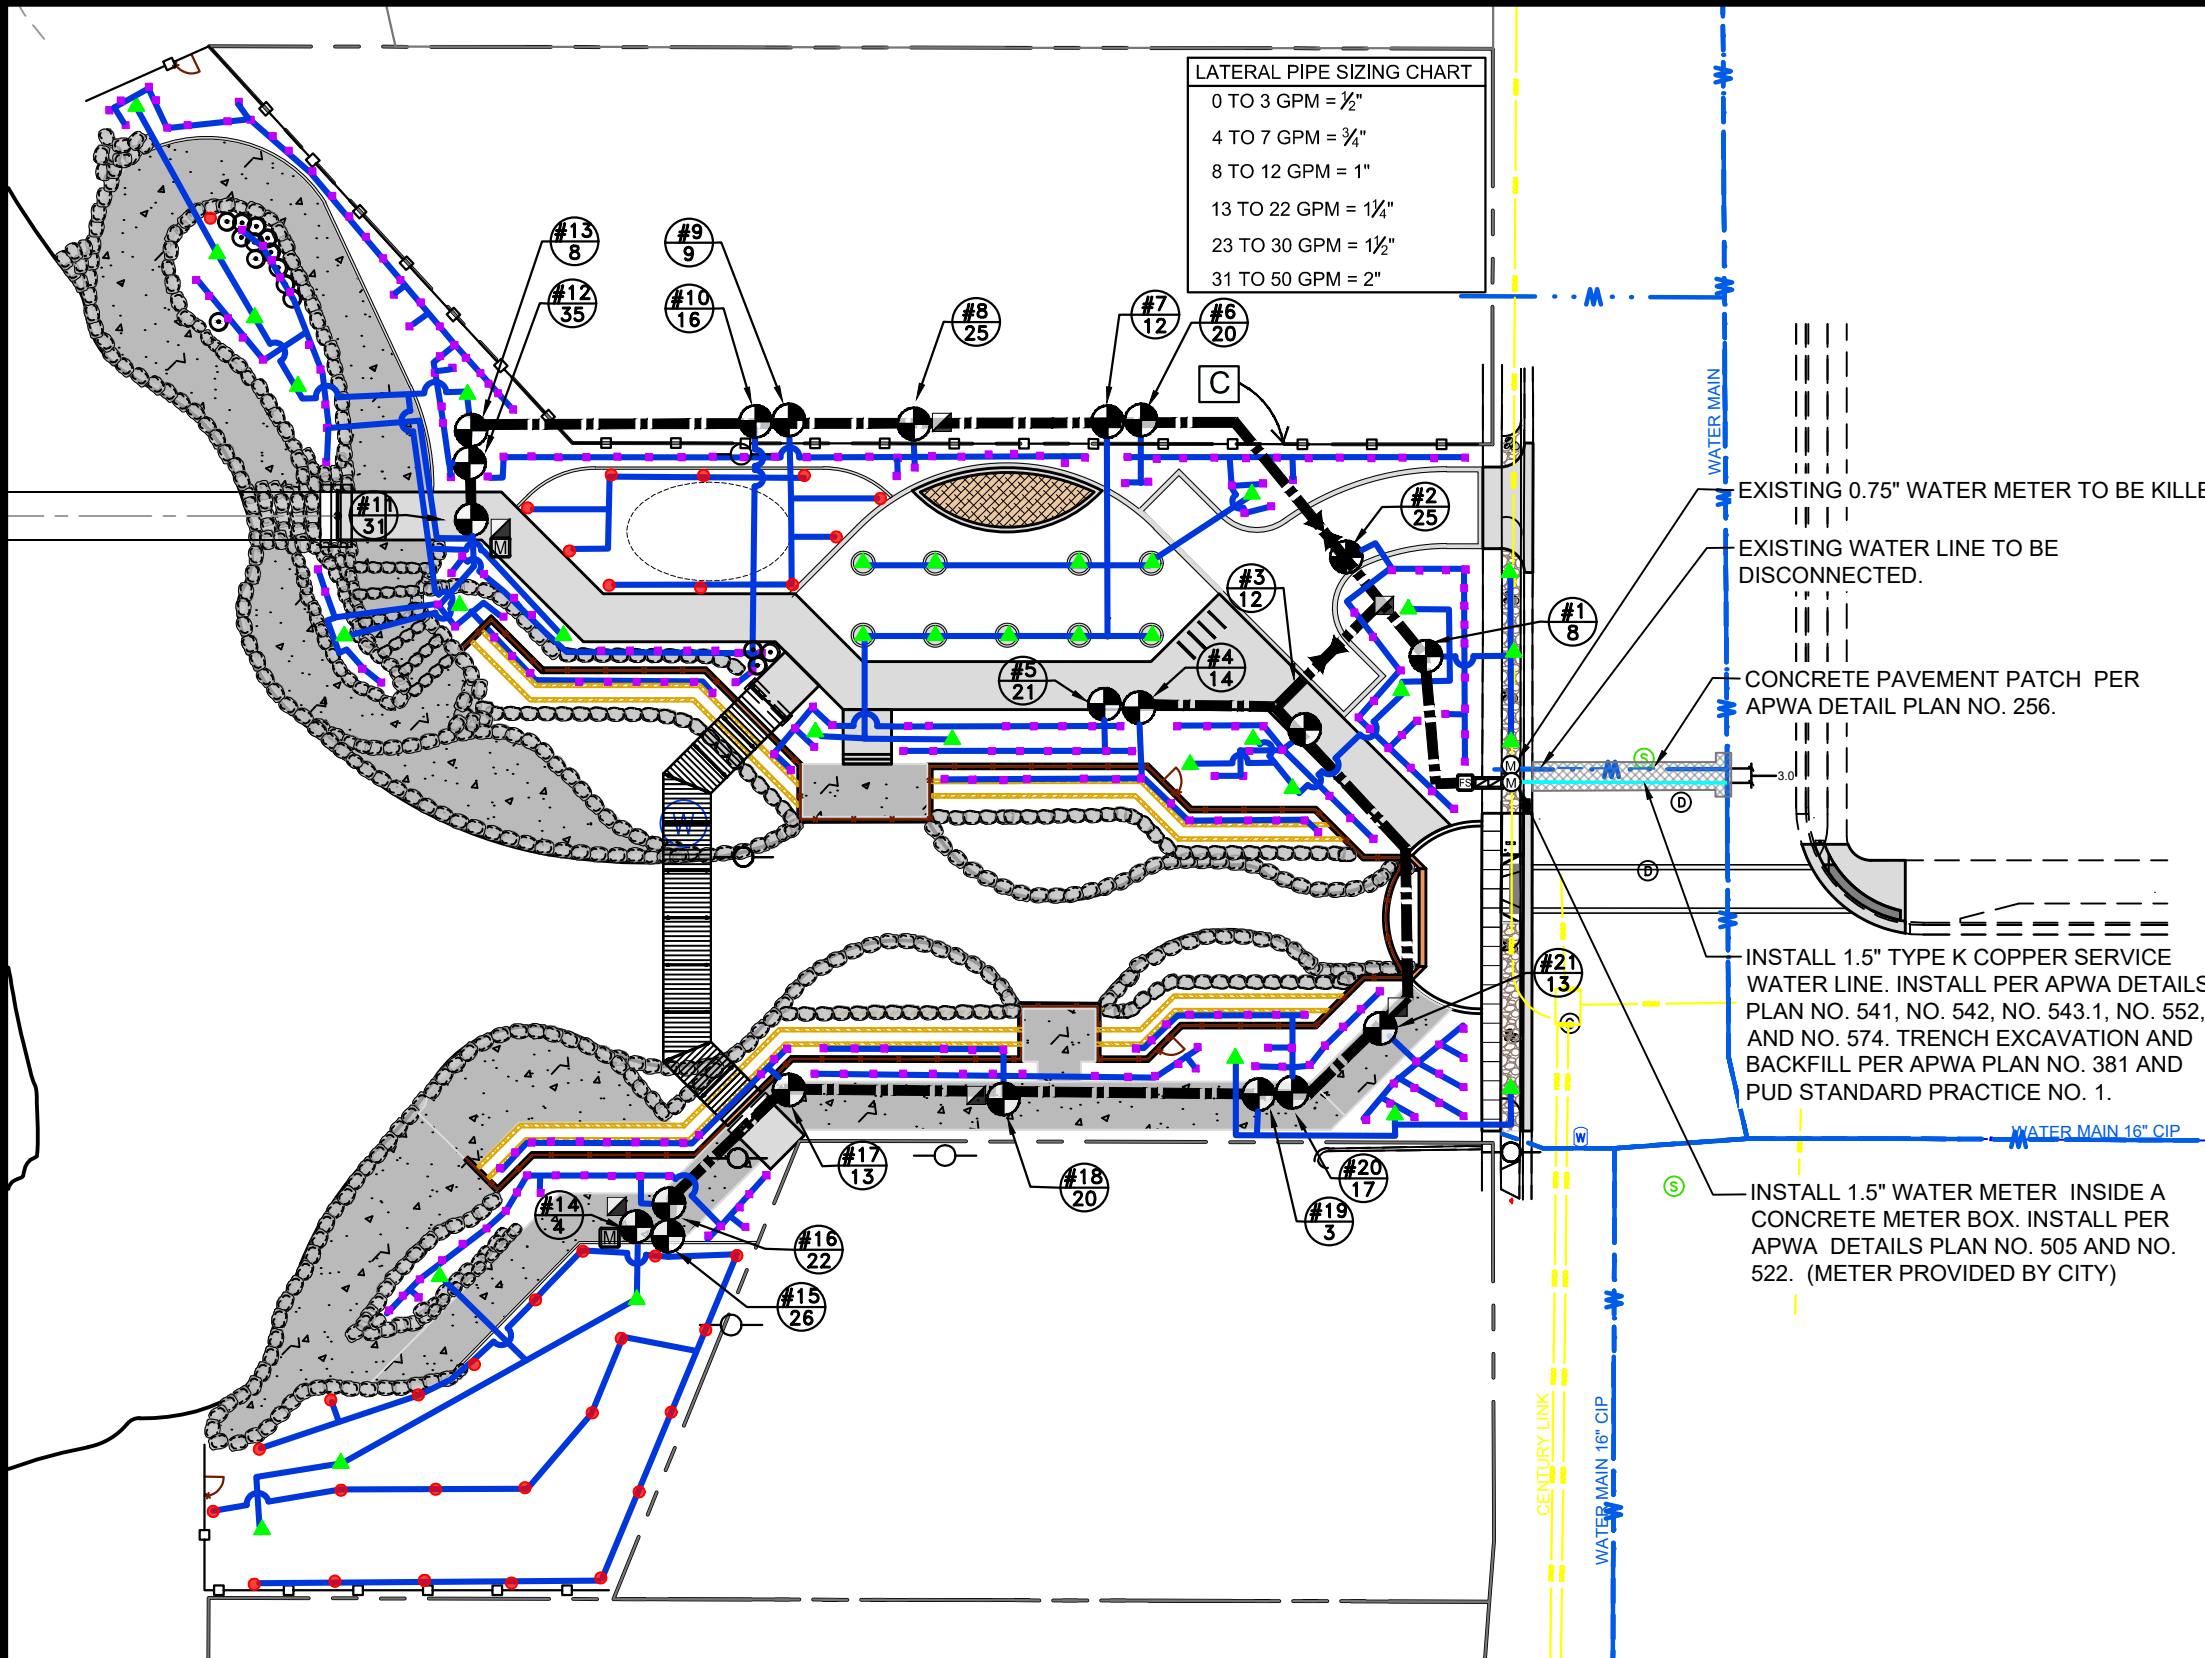 LATERAL PIPE SIZING CHART
0 TO 3 GPM = ½"
4 TO 7 GPM = ¾"
8 TO 12 GPM = 1"
13 TO 22 GPM = 1¼"
23 TO 30 GPM = 1½"
31 TO 50 GPM = 2"
#13
8
#9
9
#12
35
#10
16
#8
25
#7
12
#6
20
C
#11
31
M
#2
25
#3
12
#1
8
#5
21
#4
14
WATER MAIN
EXISTING 0.75" WATER METER TO BE KILLE
EXISTING WATER LINE TO BE
DISCONNECTED.
CONCRETE PAVEMENT PATCH PER
APWA DETAIL PLAN NO. 256.
S
M
M
FS
3.0
D
D
W
INSTALL 1.5" TYPE K COPPER SERVICE
WATER LINE. INSTALL PER APWA DETAILS
PLAN NO. 541, NO. 542, NO. 543.1, NO. 552,
AND NO. 574. TRENCH EXCAVATION AND
BACKFILL PER APWA PLAN NO. 381 AND
PUD STANDARD PRACTICE NO. 1.
#21
13
W
WATER MAIN 16" CIP
S
INSTALL 1.5" WATER METER INSIDE A
CONCRETE METER BOX. INSTALL PER
APWA DETAILS PLAN NO. 505 AND NO.
522. (METER PROVIDED BY CITY)
#17
13
#18
20
#20
17
#19
3
#14
4
M
#16
22
#15
26
CENTURY LINK
WATER MAIN 16" CIP